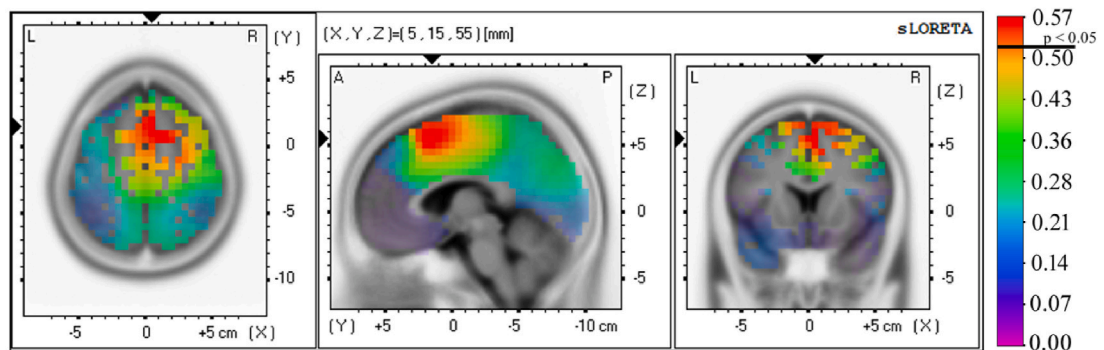 L R (Y)
+5
0
-5
-10
-5 0 +5 cm (X)
(X,Y,Z)=(5,15,55)[mm] sLORETA
A P (Z)
+5
0
-5
(Y) +5 0 -5 -10 cm
L R (Z)
+5
0
-5
-5 0 +5 cm (X)
0.57
p < 0.05
0.50
0.43
0.36
0.28
0.21
0.14
0.07
0.00